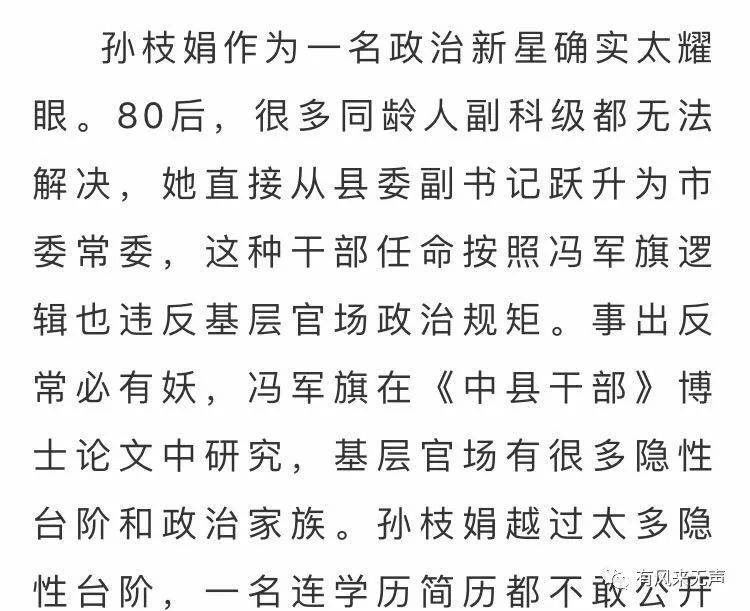 孙枝娟作为一名政治新星确实太耀
眼。80后，很多同龄人副科级都无法
解决，她直接从县委副书记跃升为市
委常委，这种干部任命按照冯军旗逻
辑也违反基层官场政治规矩。事出反
常必有妖，冯军旗在《中县干部》博
士论文中研究，基层官场有很多隐性
台阶和政治家族。孙枝娟越过太多隐
性台阶，一名连学历简历都不敢公开
有风来无声